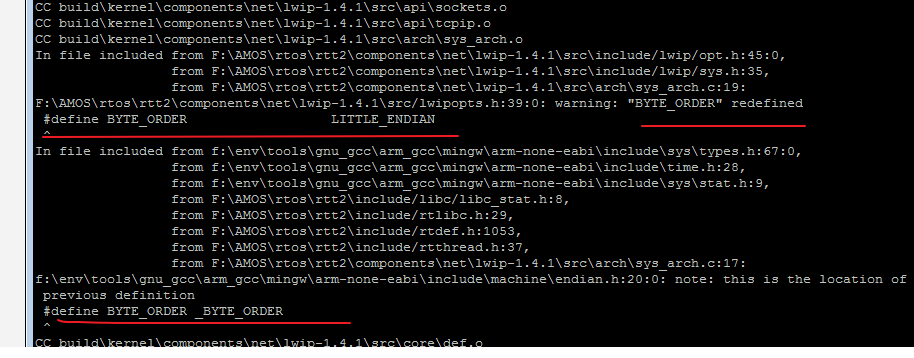 CC build\kernel\components\net\lwip-1.4.1\src\api\sockets.o
CC build\kernel\components\net\lwip-1.4.1\src\api\tcpip.o
CC build\kernel\components\net\lwip-1.4.1\src\arch\sys_arch.o
In file included from F:\AMOS\rtos\rtt2\components\net\lwip-1.4.1\src\include/lwip/opt.h:45:0,
from F:\AMOS\rtos\rtt2\components\net\lwip-1.4.1\src\include/lwip/sys.h:35,
from F:\AMOS\rtos\rtt2\components\net\lwip-1.4.1\src\arch\sys_arch.c:19:
F:\AMOS\rtos\rtt2\components\net\lwip-1.4.1\src/lwipopts.h:39:0: warning: "BYTE_ORDER" redefined
#define BYTE_ORDER LITTLE_ENDIAN
^
In file included from f:\env\tools\gnu_gcc\arm_gcc\mingw\arm-none-eabi\include\sys\types.h:67:0,
from f:\env\tools\gnu_gcc\arm_gcc\mingw\arm-none-eabi\include\time.h:28,
from f:\env\tools\gnu_gcc\arm_gcc\mingw\arm-none-eabi\include\sys\stat.h:9,
from F:\AMOS\rtos\rtt2\include/libc/libc_stat.h:8,
from F:\AMOS\rtos\rtt2\include/rtlibc.h:29,
from F:\AMOS\rtos\rtt2\include/rtdef.h:1053,
from F:\AMOS\rtos\rtt2\include/rtthread.h:37,
from F:\AMOS\rtos\rtt2\components\net\lwip-1.4.1\src\arch\sys_arch.c:17:
f:\env\tools\gnu_gcc\arm_gcc\mingw\arm-none-eabi\include\machine\endian.h:20:0: note: this is the location of
previous definition
#define BYTE_ORDER _BYTE_ORDER
^
CC build\kernel\components\net\lwip-1.4.1\src\core\def.o